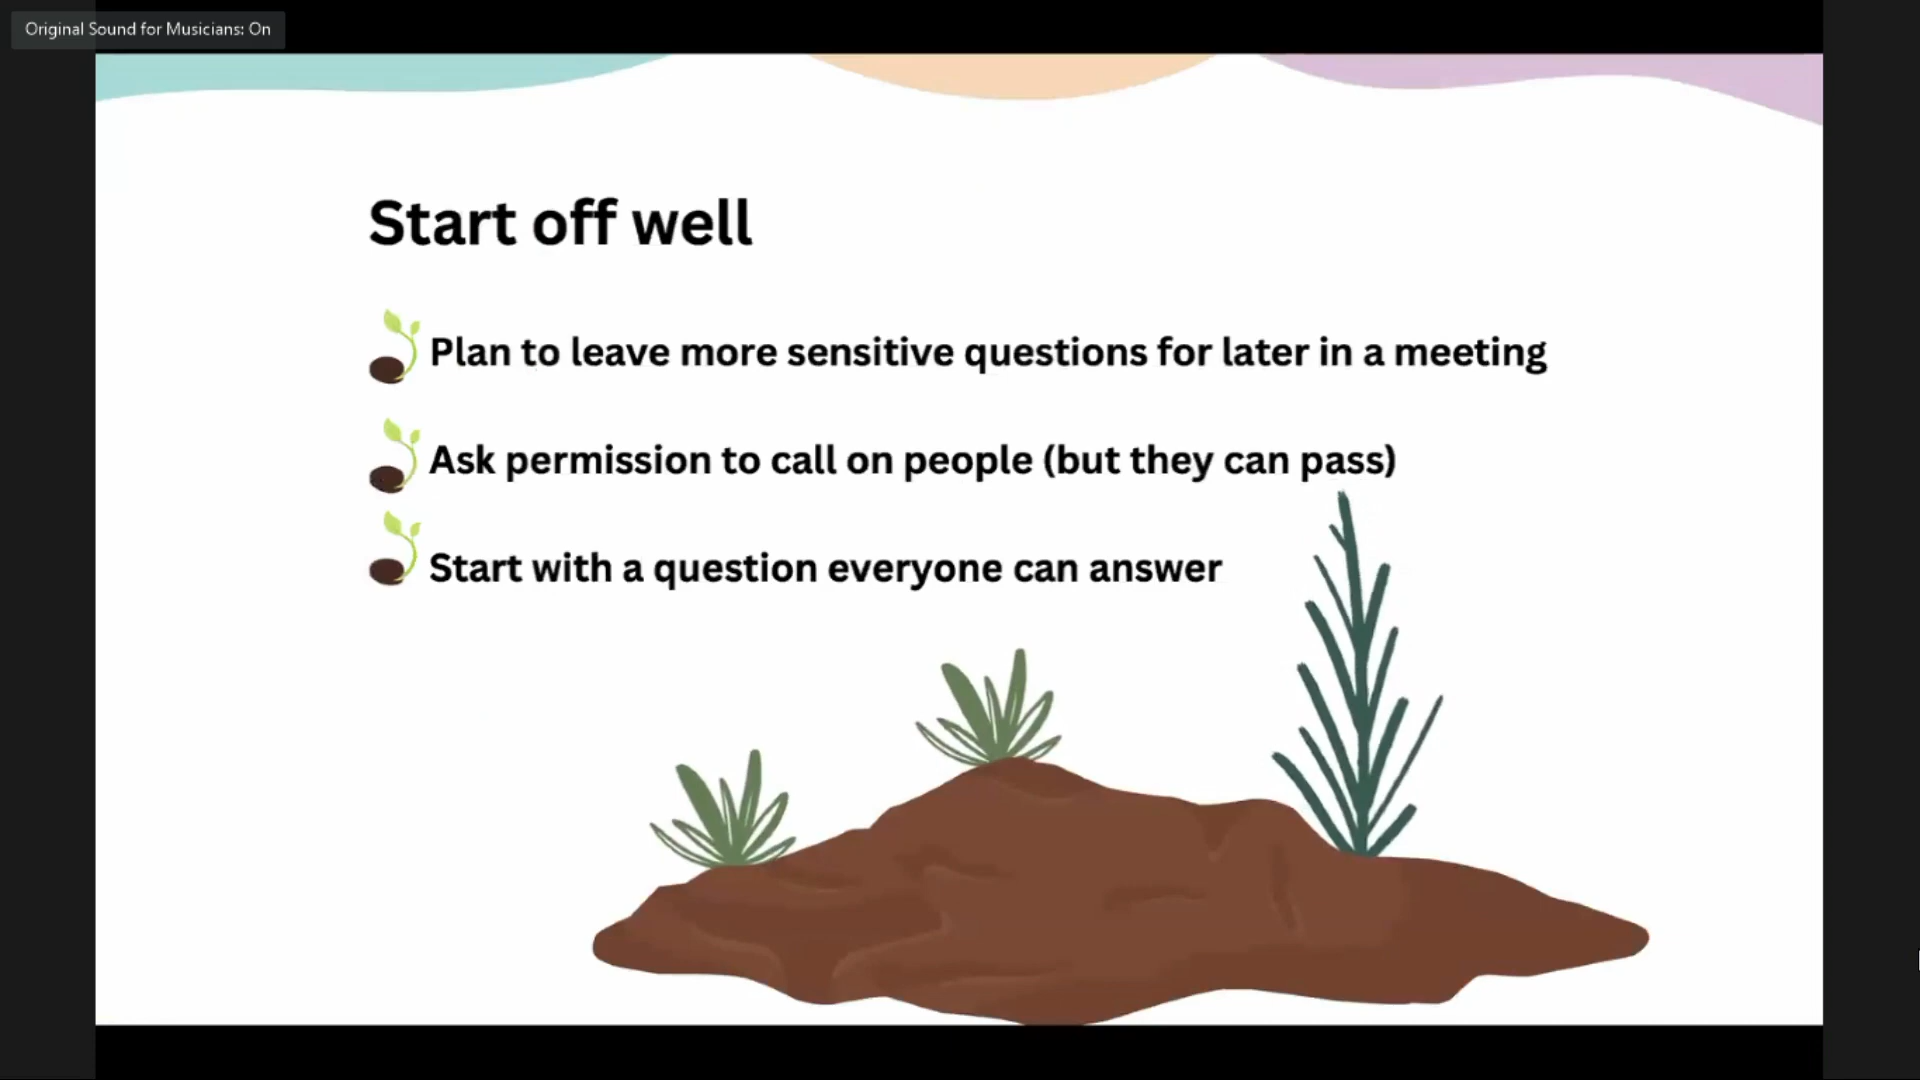 Original Sound for Musicians: On
Start off well
Plan to leave more sensitive questions for later in a meeting
Ask permission to call on people (but they can pass)
Start with a question everyone can answer